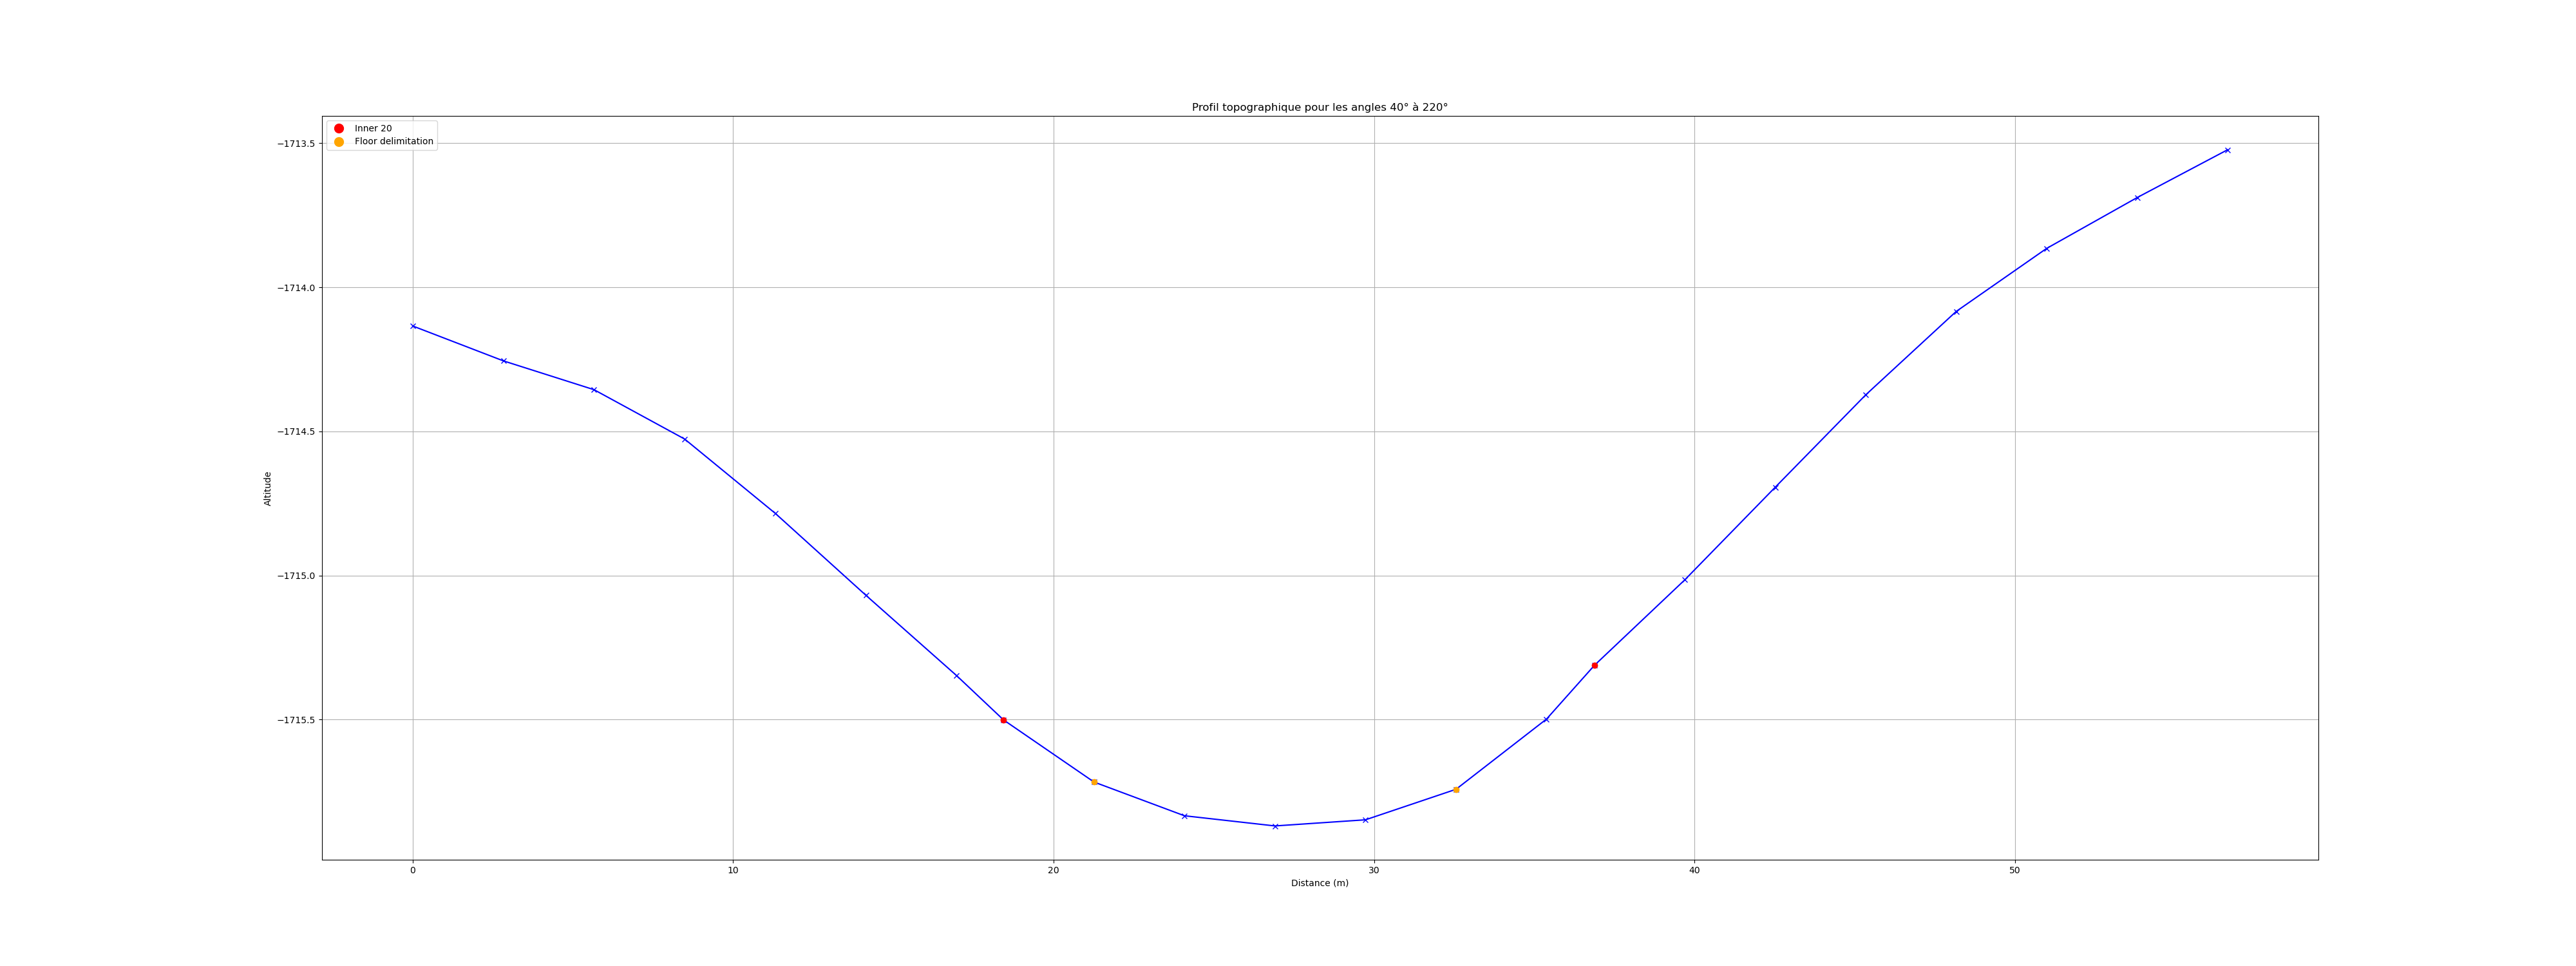 Profil topographique pour les angles 40° à 220°
Inner 20
Floor delimitation
−1713.5
−1714.0
−1714.5
−1715.0
−1715.5
Altitude
0 10 20 30 40 50
Distance (m)